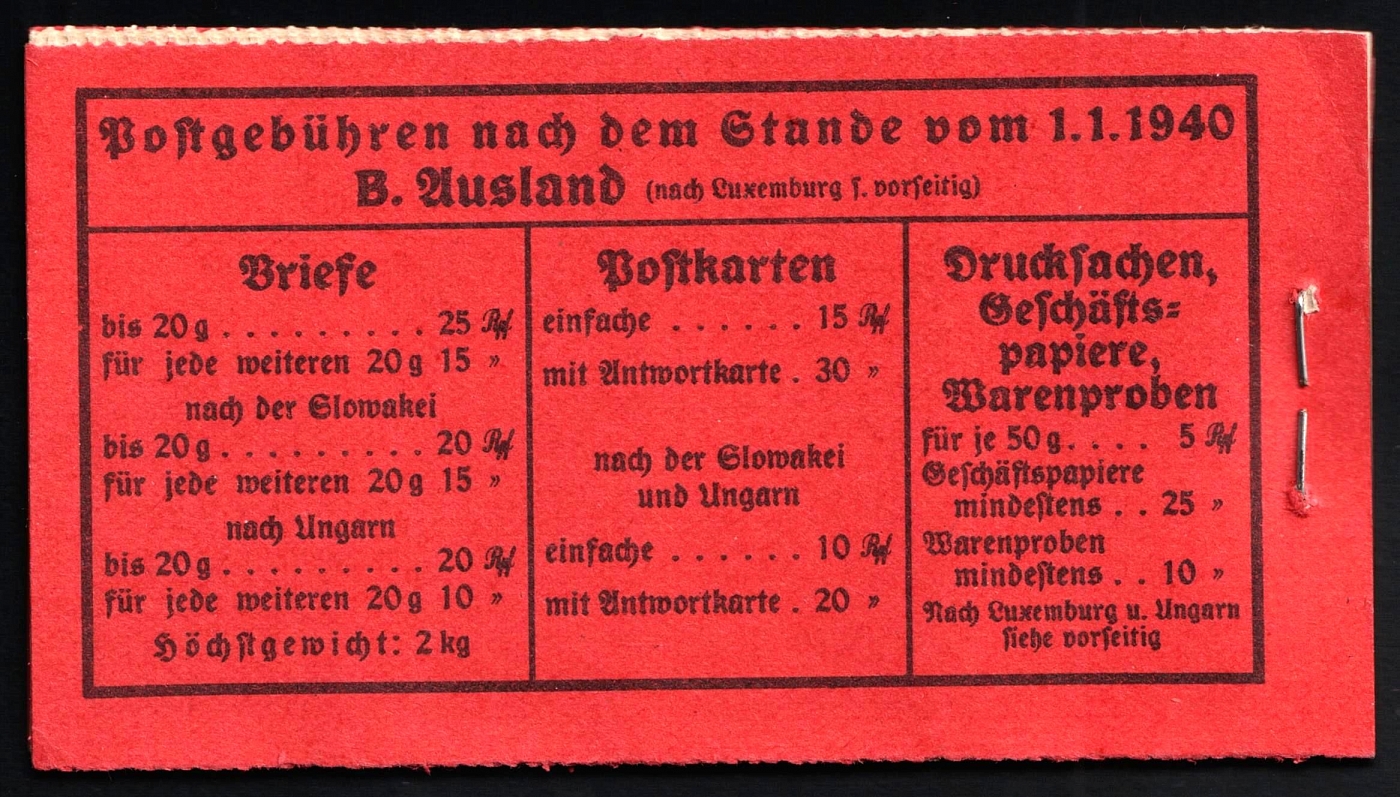 Poſtgebühren nach dem Stande vom 1.1.1940
B. Ausland (nach Luxemburg ſ. vorſeitig)
Briefe
bis 20 g . . . . . . . . . 25 Rpf
für jede weiteren 20 g 15 „
nach der Slowakei
bis 20 g . . . . . . . . . 20 Rpf
für jede weiteren 20 g 15 „
nach Ungarn
bis 20 g . . . . . . . . . 20 Rpf
für jede weiteren 20 g 10 „
Höchſtgewicht: 2 kg
Poſtkarten
einfache . . . . . . 15 Rpf
mit Antwortkarte . 30 „
nach der Slowakei
und Ungarn
einfache . . . . . . 10 Rpf
mit Antwortkarte . 20 „
Druckſachen,
Geſchäfts=
papiere,
Warenproben
für je 50 g . . . . 5 Rpf
Geſchäftspapiere
mindeſtens . . 25 „
Warenproben
mindeſtens . . 10 „
Nach Luxemburg u. Ungarn
ſiehe vorſeitig